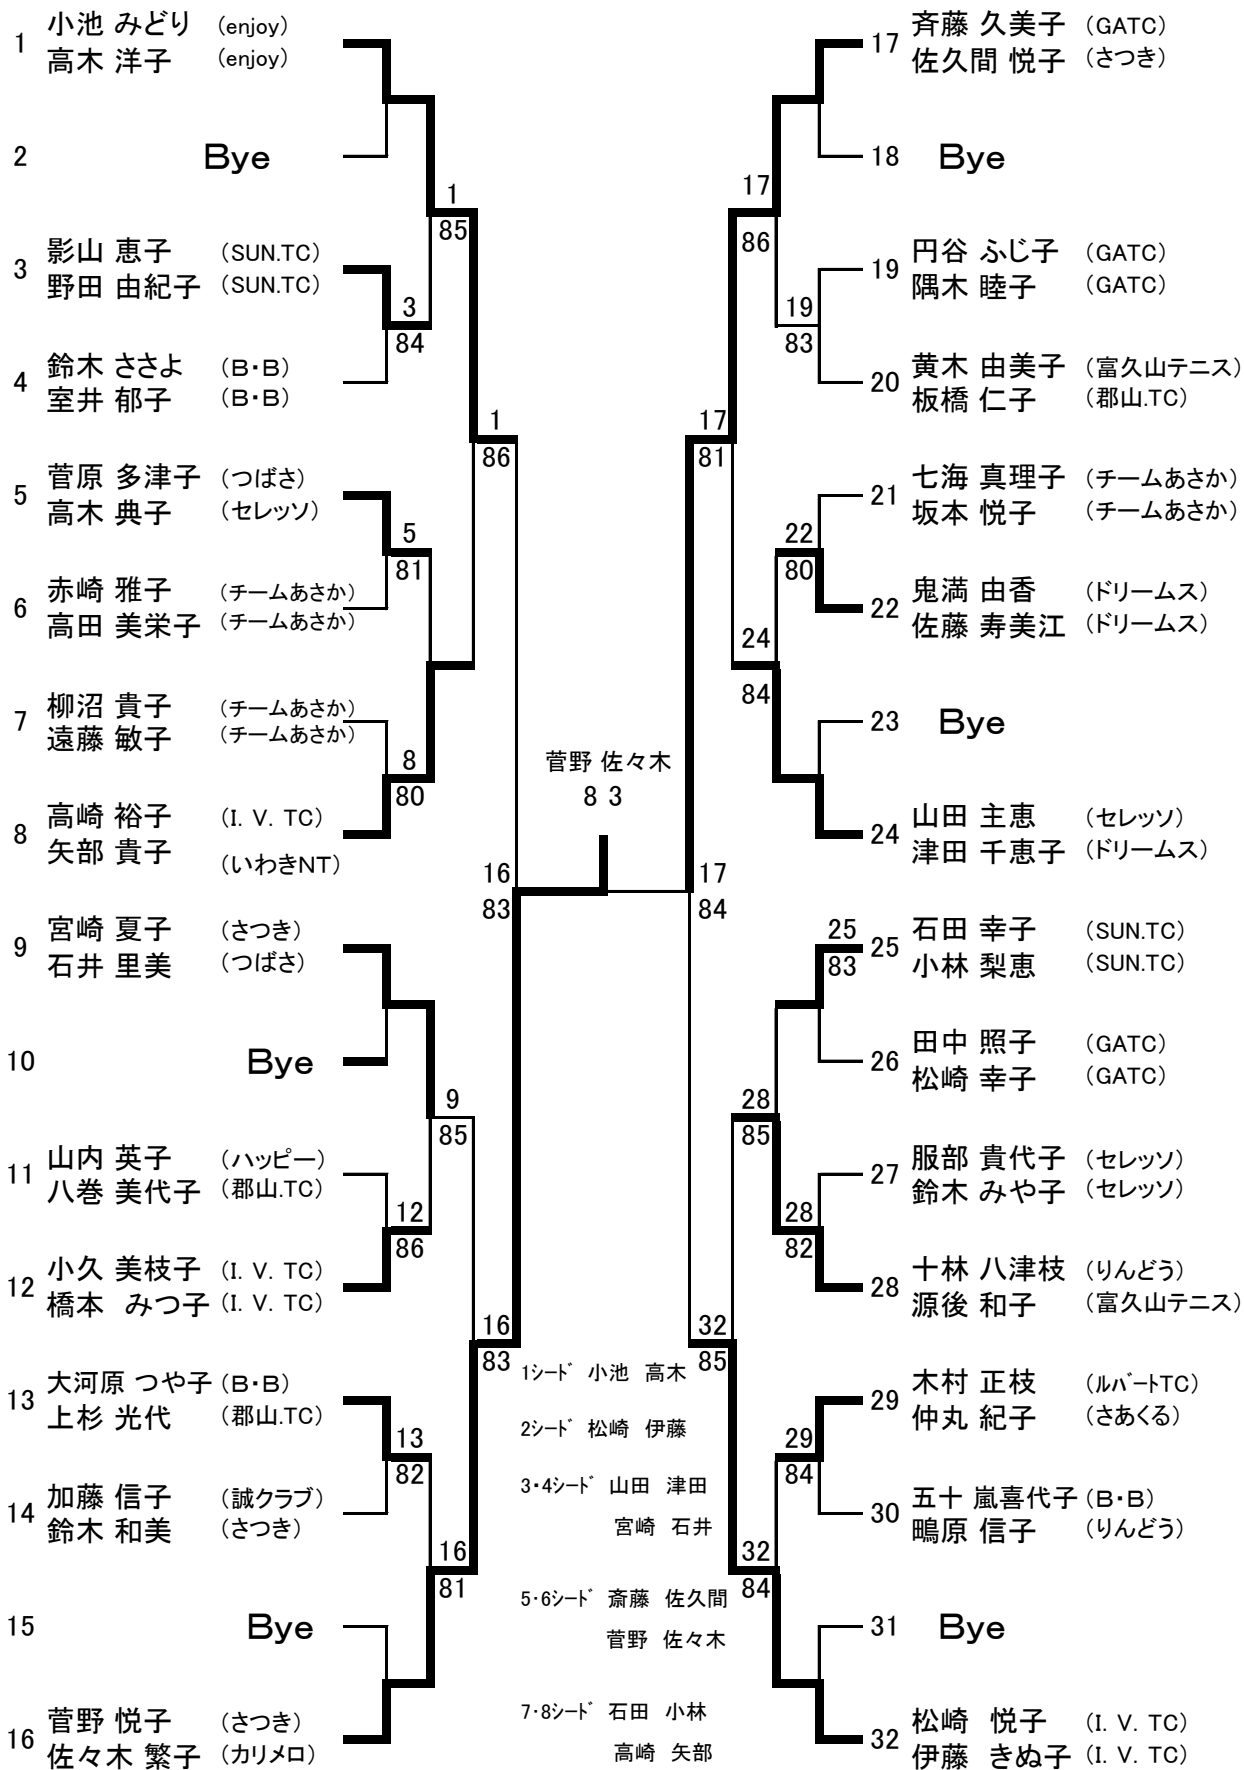 1 小池 みどり (enjoy)
高木 洋子 (enjoy)
2 Bye
1
85
3 影山 恵子 (SUN.TC)
野田 由紀子 (SUN.TC)
3
84
4 鈴木 ささよ (B・B)
室井 郁子 (B・B)
1
86
5 菅原 多津子 (つばさ)
高木 典子 (セレッソ)
5
81
6 赤崎 雅子 (チームあさか)
高田 美栄子 (チームあさか)
7 柳沼 貴子 (チームあさか)
遠藤 敏子 (チームあさか)
8
80
8 高崎 裕子 (I. V. TC)
矢部 貴子 (いわきNT)
16
83
9 宮崎 夏子 (さつき)
石井 里美 (つばさ)
10 Bye
9
85
11 山内 英子 (ハッピー)
八巻 美代子 (郡山.TC)
12
86
12 小久 美枝子 (I. V. TC)
橋本 みつ子 (I. V. TC)
16
83
13 大河原 つや子 (B・B)
上杉 光代 (郡山.TC)
13
82
14 加藤 信子 (誠クラブ)
鈴木 和美 (さつき)
16
81
15 Bye
16 菅野 悦子 (さつき)
佐々木 繁子 (カリメロ)
菅野 佐々木
8 3
1シード 小池 高木
2シード 松崎 伊藤
3・4シード 山田 津田
宮崎 石井
5・6シード 斎藤 佐久間
菅野 佐々木
7・8シード 石田 小林
高崎 矢部
17 斉藤 久美子 (GATC)
佐久間 悦子 (さつき)
18 Bye
17
86
19 円谷 ふじ子 (GATC)
隅木 睦子 (GATC)
19
83
20 黄木 由美子 (富久山テニス)
板橋 仁子 (郡山.TC)
17
81
21 七海 真理子 (チームあさか)
坂本 悦子 (チームあさか)
22
80
22 鬼満 由香 (ドリームス)
佐藤 寿美江 (ドリームス)
24
84
23 Bye
24 山田 主恵 (セレッソ)
津田 千恵子 (ドリームス)
17
84
25
83
25 石田 幸子 (SUN.TC)
小林 梨恵 (SUN.TC)
26 田中 照子 (GATC)
松崎 幸子 (GATC)
28
85
27 服部 貴代子 (セレッソ)
鈴木 みや子 (セレッソ)
28
82
28 十林 八津枝 (りんどう)
源後 和子 (富久山テニス)
32
85
29 木村 正枝 (ルバートTC)
仲丸 紀子 (さあくる)
29
84
30 五十 嵐喜代子 (B・B)
鴫原 信子 (りんどう)
32
84
31 Bye
32 松崎 悦子 (I. V. TC)
伊藤 きぬ子 (I. V. TC)